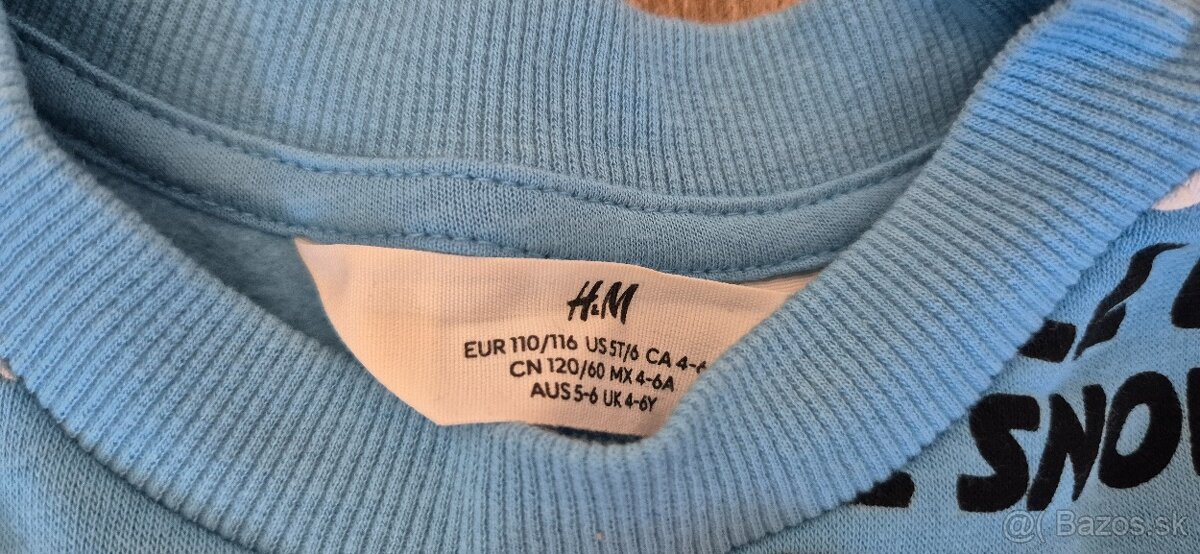 H&M
EUR 110/116 US 5T/6 CA 4-6
CN 120/60 MX 4-6A
AUS 5-6 UK 4-6Y
SNOW
@( Bazos.sk